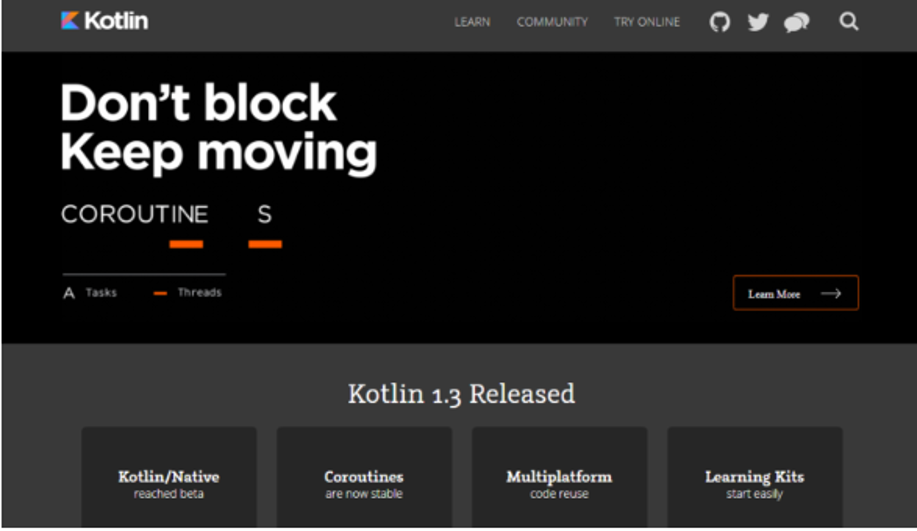 Kotlin
LEARN COMMUNITY TRY ONLINE
Don't block
Keep moving
COROUTINE S
A Tasks Threads
Learn More
Kotlin 1.3 Released
Kotlin/Native
reached beta
Coroutines
are now stable
Multiplatform
code reuse
Learning Kits
start easily